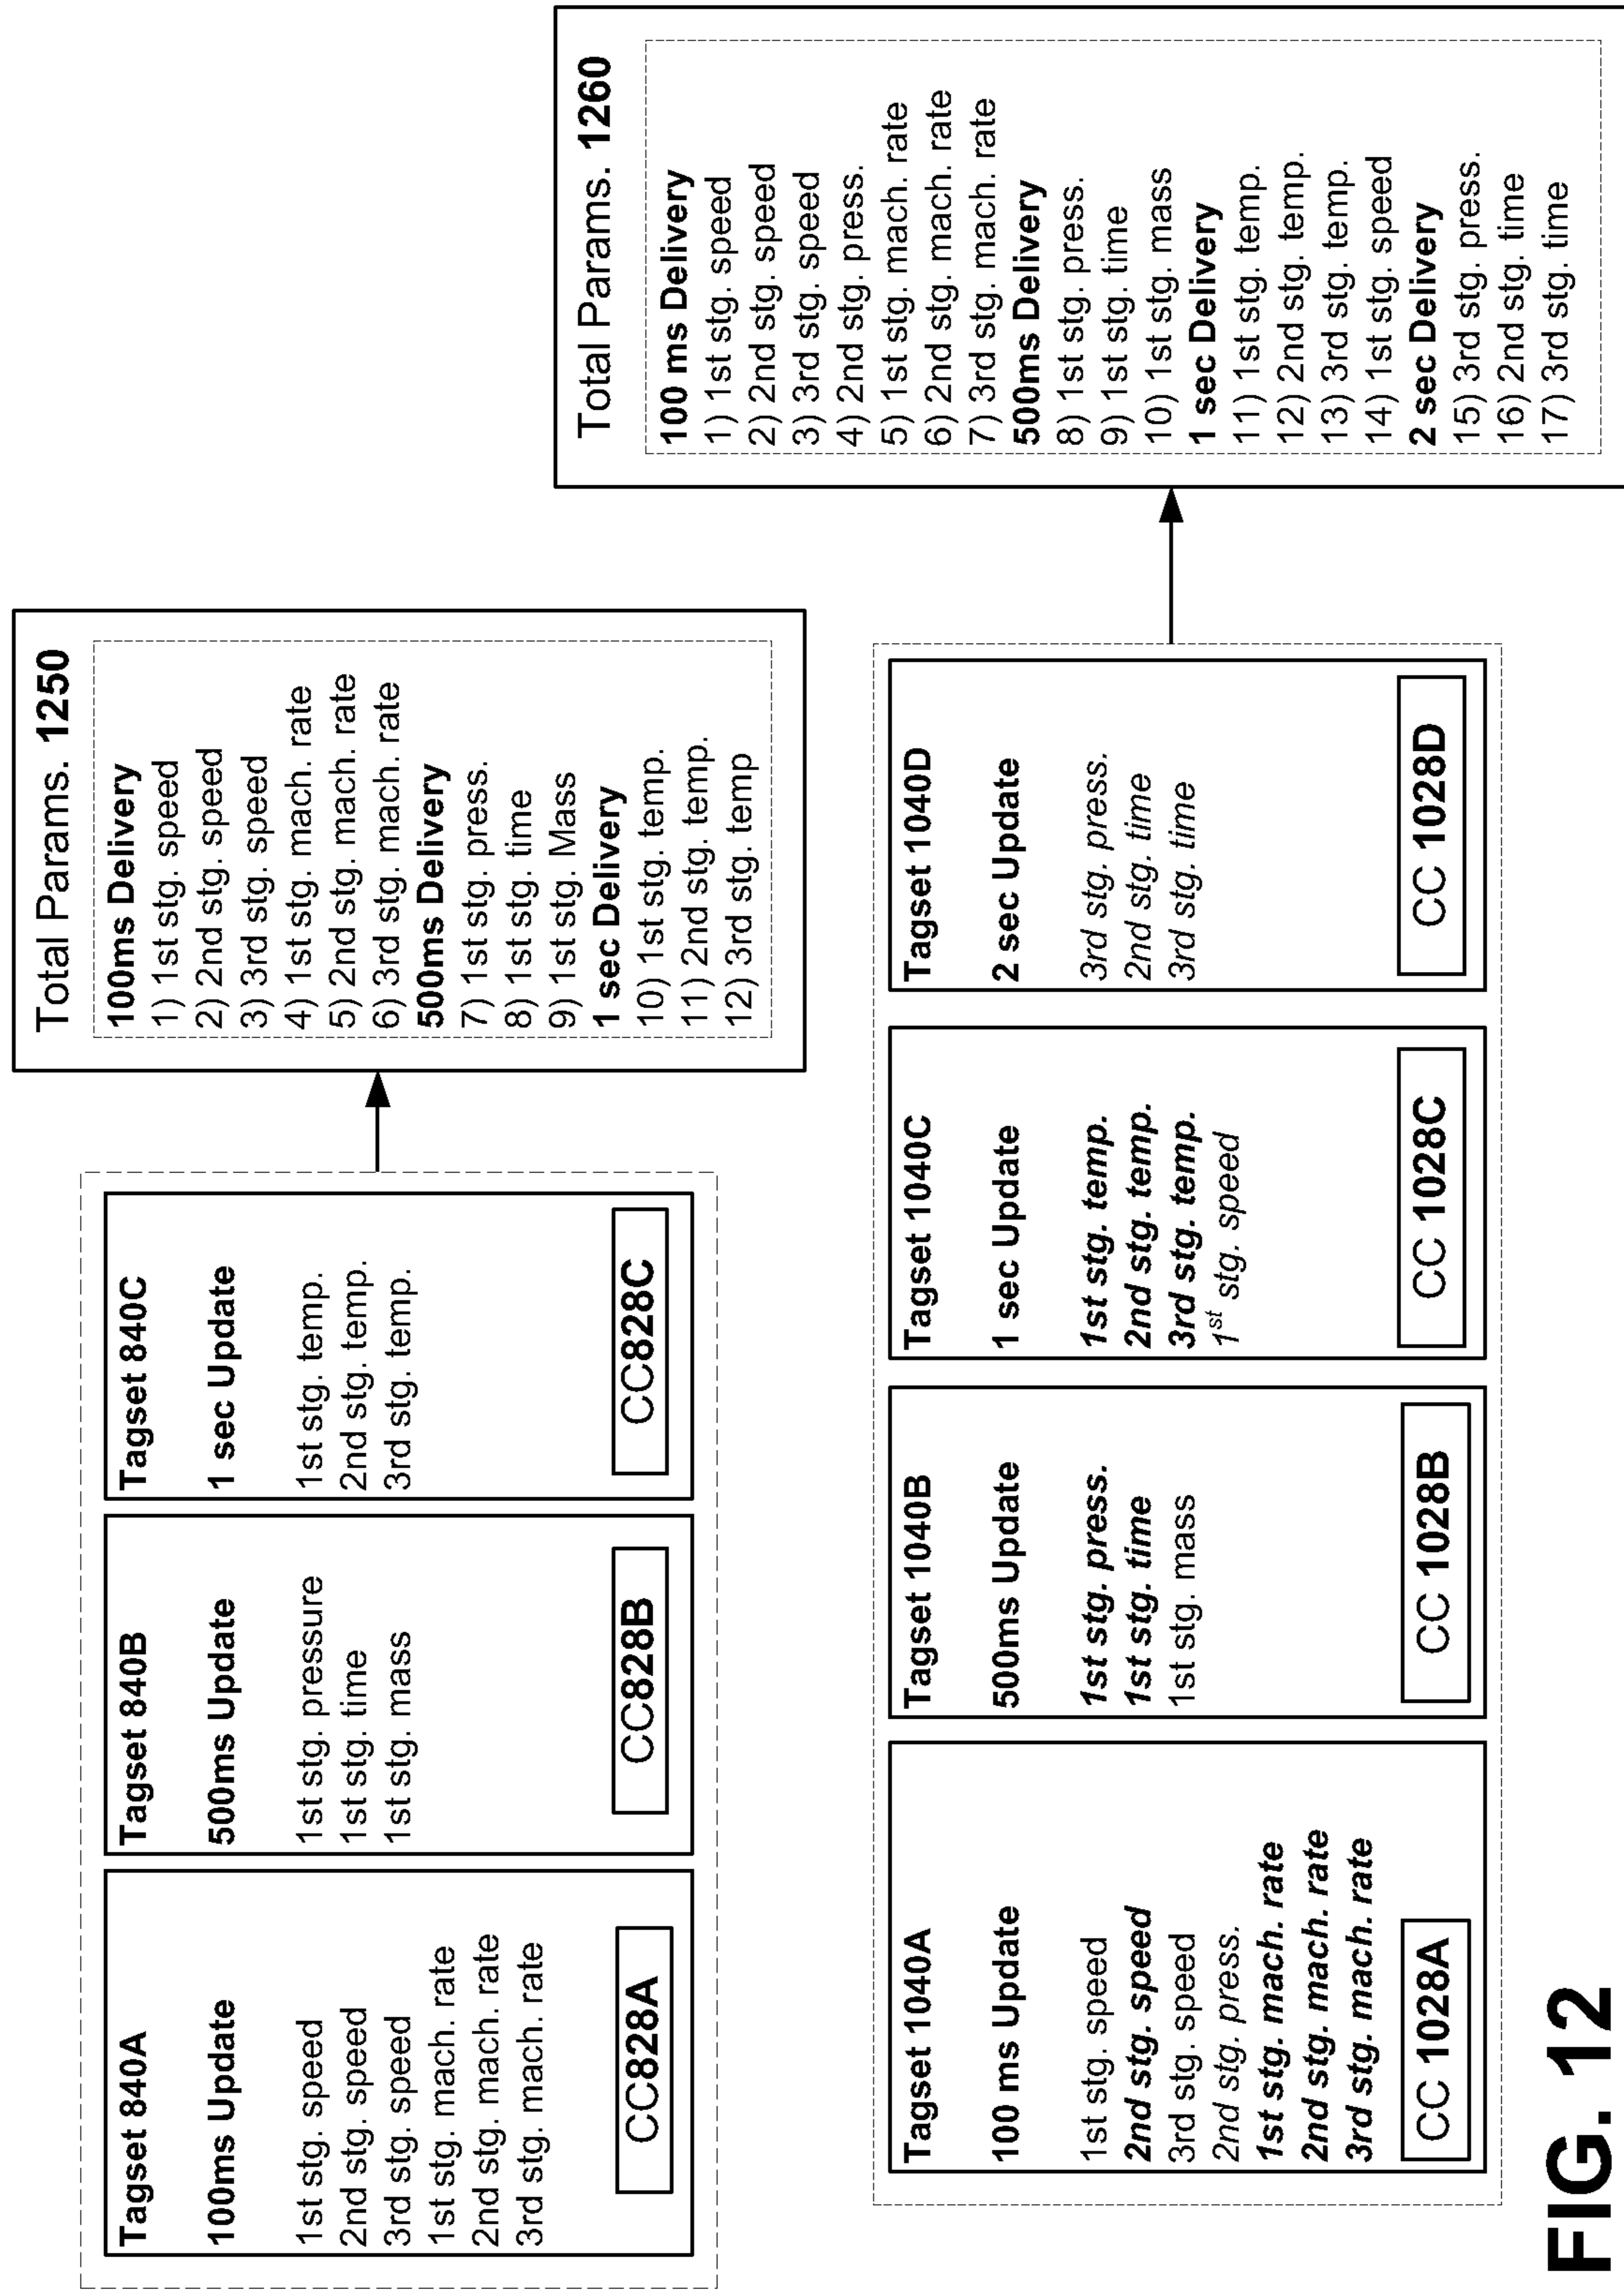 Tagset 840A
100ms Update
1st stg. speed
2nd stg. speed
3rd stg. speed
1st stg. mach. rate
2nd stg. mach. rate
3rd stg. mach. rate
CC828A
Tagset 840B
500ms Update
1st stg. pressure
1st stg. time
1st stg. mass
CC828B
Tagset 840C
1 sec Update
1st stg. temp.
2nd stg. temp.
3rd stg. temp.
CC828C
Total Params. 1250
100ms Delivery
1) 1st stg. speed
2) 2nd stg. speed
3) 3rd stg. speed
4) 1st stg. mach. rate
5) 2nd stg. mach. rate
6) 3rd stg. mach. rate
500ms Delivery
7) 1st stg. press.
8) 1st stg. time
9) 1st stg. Mass
1 sec Delivery
10) 1st stg. temp.
11) 2nd stg. temp.
12) 3rd stg. temp
Tagset 1040A
100 ms Update
1st stg. speed
2nd stg. speed
3rd stg. speed
2nd stg. press.
1st stg. mach. rate
2nd stg. mach. rate
3rd stg. mach. rate
CC 1028A
Tagset 1040B
500ms Update
1st stg. press.
1st stg. time
1st stg. mass
CC 1028B
Tagset 1040C
1 sec Update
1st stg. temp.
2nd stg. temp.
3rd stg. temp.
1st stg. speed
CC 1028C
Tagset 1040D
2 sec Update
3rd stg. press.
2nd stg. time
3rd stg. time
CC 1028D
Total Params. 1260
100 ms Delivery
1) 1st stg. speed
2) 2nd stg. speed
3) 3rd stg. speed
4) 2nd stg. press.
5) 1st stg. mach. rate
6) 2nd stg. mach. rate
7) 3rd stg. mach. rate
500ms Delivery
8) 1st stg. press.
9) 1st stg. time
10) 1st stg. mass
1 sec Delivery
11) 1st stg. temp.
12) 2nd stg. temp.
13) 3rd stg. temp.
14) 1st stg. speed
2 sec Delivery
15) 3rd stg. press.
16) 2nd stg. time
17) 3rd stg. time
FIG. 12